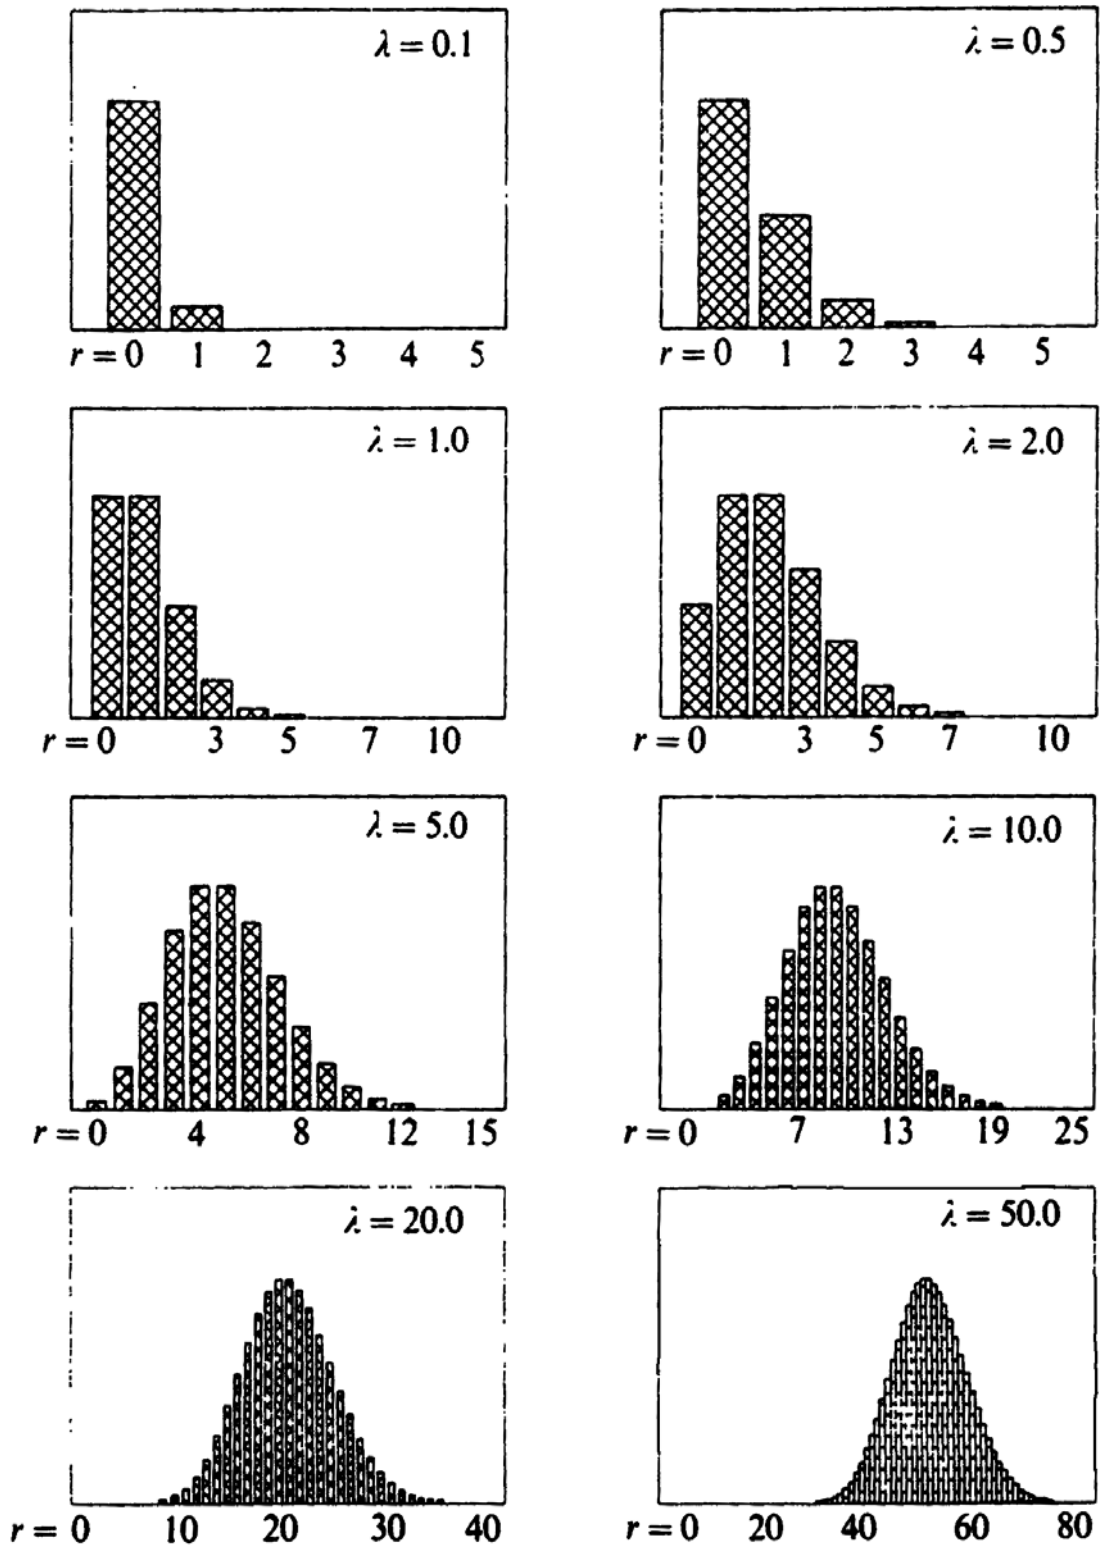 λ = 0.1
r = 0 1 2 3 4 5
λ = 0.5
r = 0 1 2 3 4 5
λ = 1.0
r = 0 3 5 7 10
λ = 2.0
r = 0 3 5 7 10
λ = 5.0
r = 0 4 8 12 15
λ = 10.0
r = 0 7 13 19 25
λ = 20.0
r = 0 10 20 30 40
λ = 50.0
r = 0 20 40 60 80